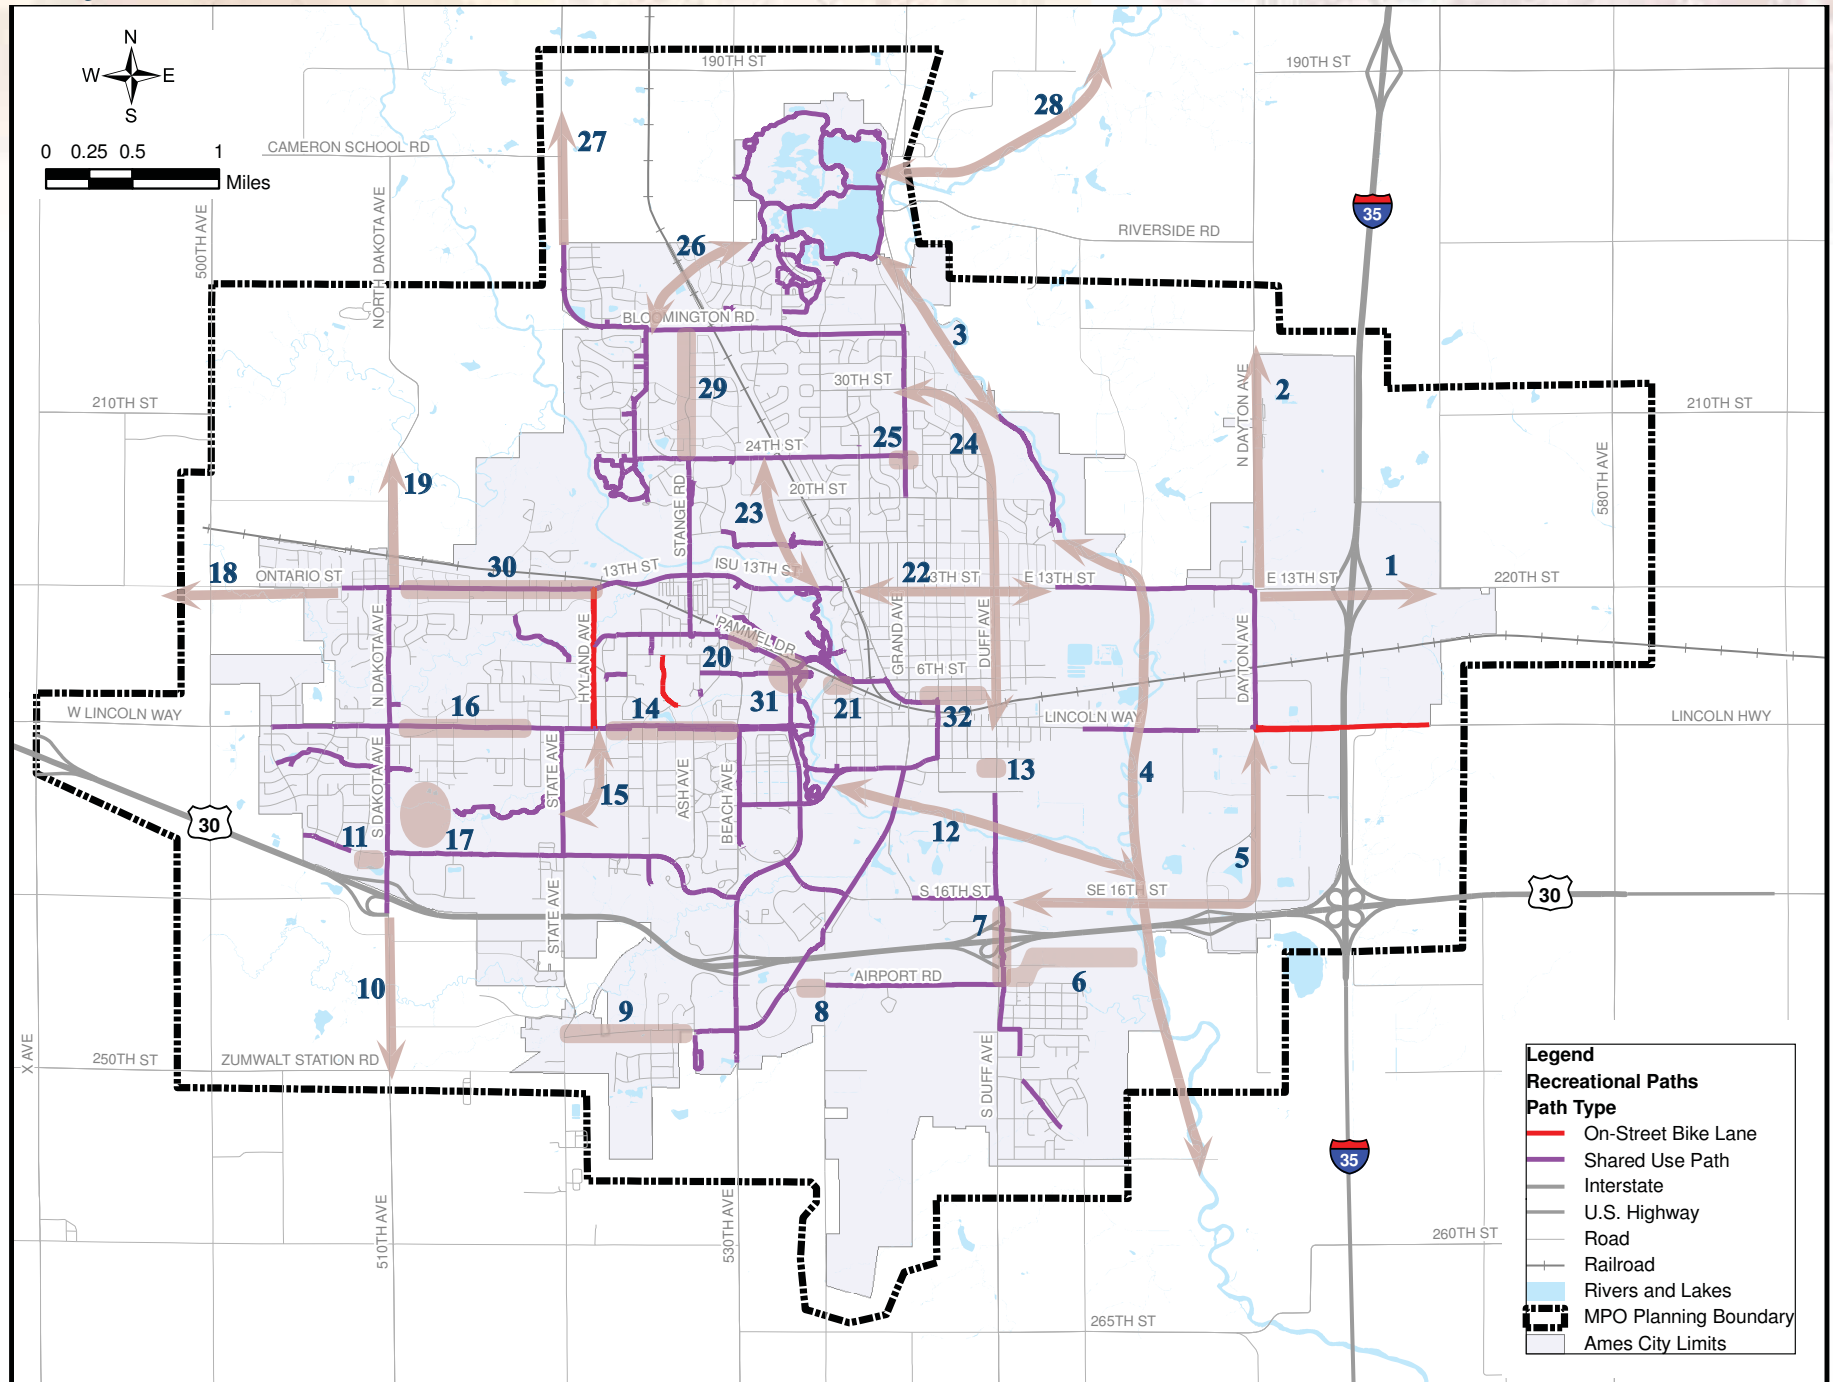 N
W E
S
0 0.25 0.5 1
Miles
190TH ST
190TH ST
28
27
CAMERON SCHOOL RD
500TH AVE
NORTH DAKOTA AVE
35
RIVERSIDE RD
26
BLOOMINGTON RD
3
29
30TH ST
2
N DAYTON AVE
210TH ST
210TH ST
25
24
24TH ST
580TH AVE
19
20TH ST
23
STANGE RD
18
ONTARIO ST
30
13TH ST
ISU 13TH ST
22
3TH ST
E 13TH ST
E 13TH ST
1
220TH ST
N DAKOTA AVE
HYLAND AVE
PAMMEL DR
20
GRAND AVE
6TH ST
DUFF AVE
DAYTON AVE
16
14
31
21
32
W LINCOLN WAY
LINCOLN WAY
LINCOLN HWY
S DAKOTA AVE
STATE AVE
15
ASH AVE
BEACH AVE
13
4
30
11
17
12
5
S 16TH ST
SE 16TH ST
30
STATE AVE
7
10
AIRPORT RD
6
9
8
X AVE
250TH ST
ZUMWALT STATION RD
S DUFF AVE
35
510TH AVE
530TH AVE
260TH ST
265TH ST
Legend
Recreational Paths
Path Type
On-Street Bike Lane
Shared Use Path
Interstate
U.S. Highway
Road
Railroad
Rivers and Lakes
MPO Planning Boundary
Ames City Limits